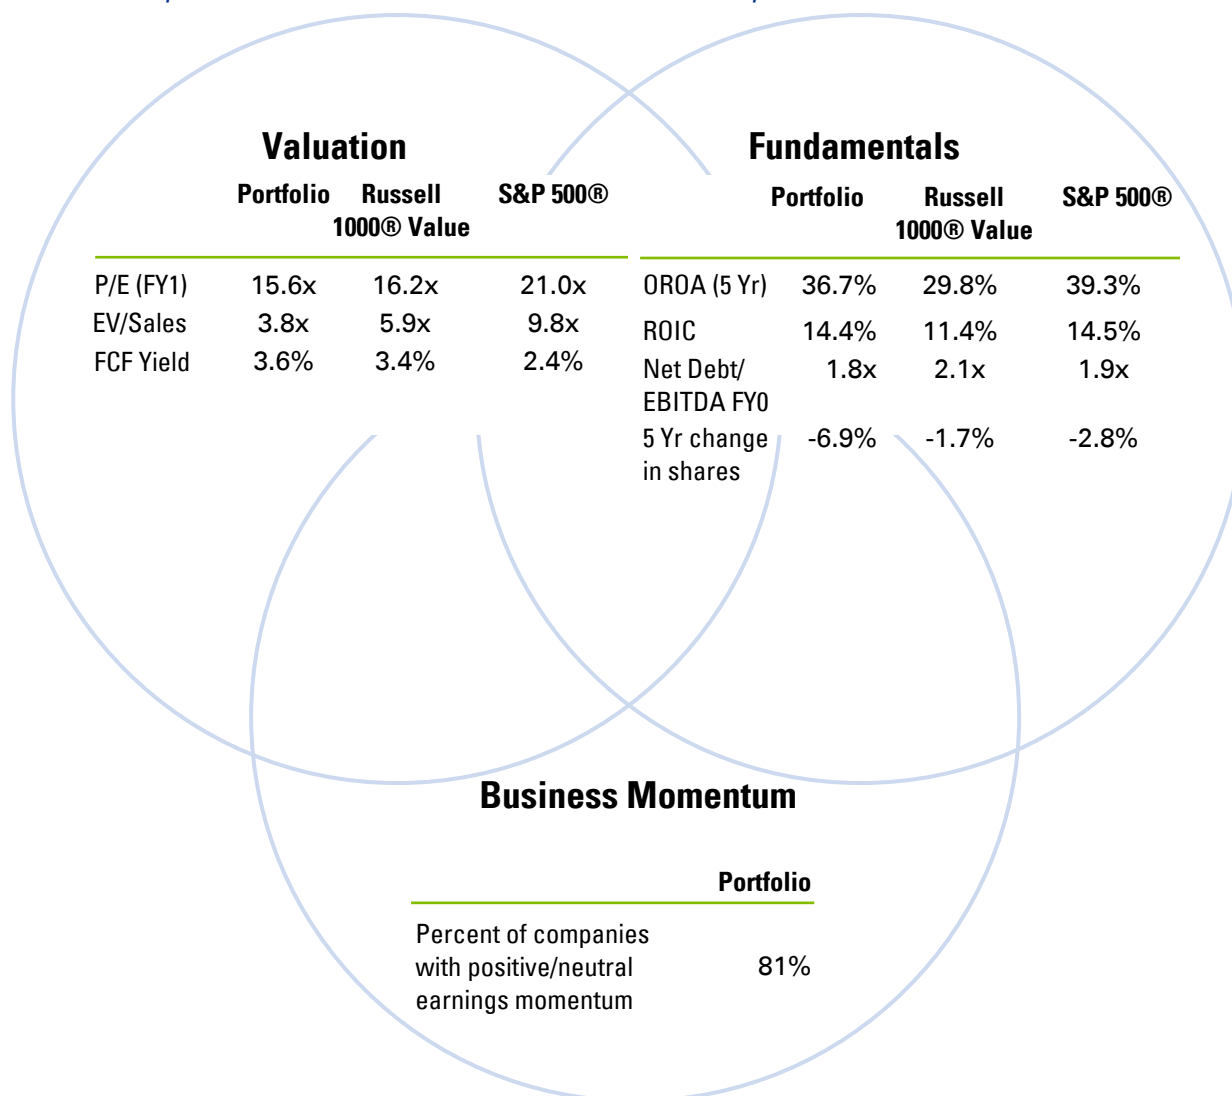 Valuation
Portfolio Russell 1000® Value S&P 500®
P/E (FY1) 15.6x 16.2x 21.0x
EV/Sales 3.8x 5.9x 9.8x
FCF Yield 3.6% 3.4% 2.4%
Fundamentals
Portfolio Russell 1000® Value S&P 500®
OROA (5 Yr) 36.7% 29.8% 39.3%
ROIC 14.4% 11.4% 14.5%
Net Debt/ 1.8x 2.1x 1.9x
EBITDA FY0
5 Yr change -6.9% -1.7% -2.8%
in shares
Business Momentum
Portfolio
Percent of companies
with positive/neutral 81%
earnings momentum